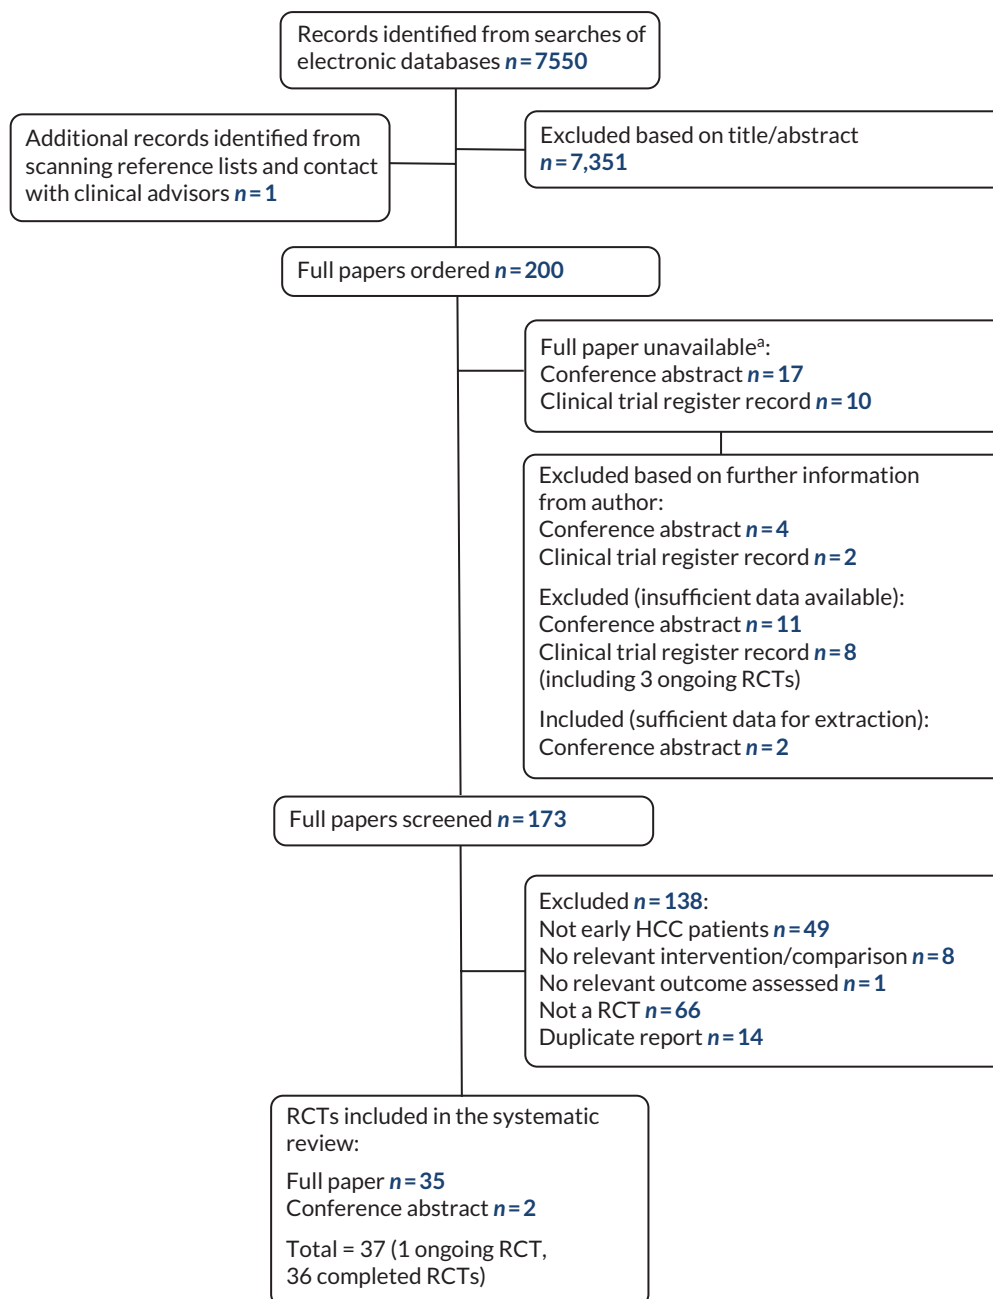 Records identified from searches of
electronic databases n = 7550
Additional records identified from
scanning reference lists and contact
with clinical advisors n = 1
Excluded based on title/abstract
n = 7,351
Full papers ordered n = 200
Full paper unavailableᵃ:
Conference abstract n = 17
Clinical trial register record n = 10
Excluded based on further information
from author:
Conference abstract n = 4
Clinical trial register record n = 2
Excluded (insufficient data available):
Conference abstract n = 11
Clinical trial register record n = 8
(including 3 ongoing RCTs)
Included (sufficient data for extraction):
Conference abstract n = 2
Full papers screened n = 173
Excluded n = 138:
Not early HCC patients n = 49
No relevant intervention/comparison n = 8
No relevant outcome assessed n = 1
Not a RCT n = 66
Duplicate report n = 14
RCTs included in the systematic
review:
Full paper n = 35
Conference abstract n = 2
Total = 37 (1 ongoing RCT,
36 completed RCTs)